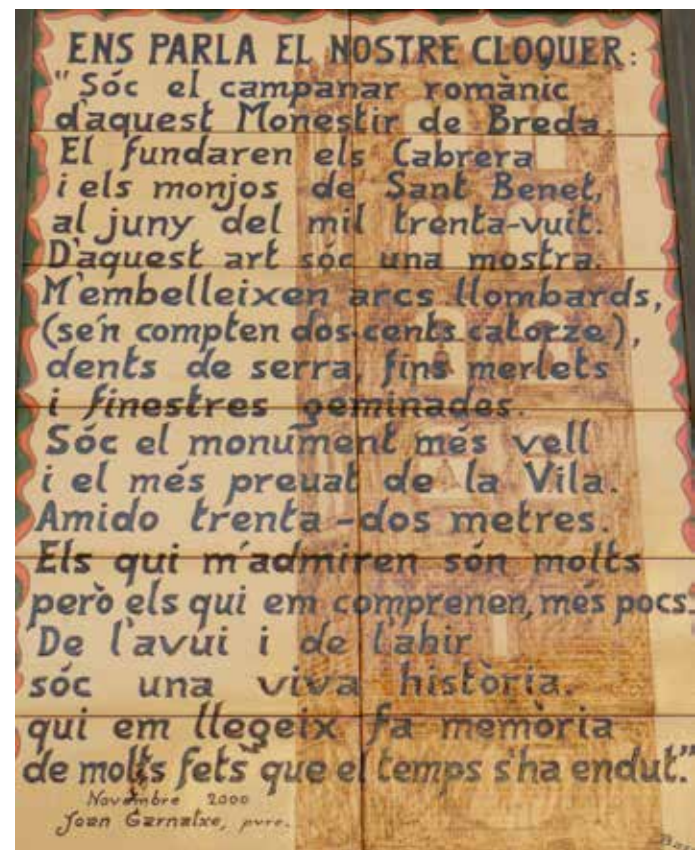 ENS PARLA EL NOSTRE CLOQUER:
"Sóc el campanar romànic
d'aquest Monestir de Breda.
El fundaren els Cabrera
i els monjos de Sant Benet,
al juny del mil trenta-vuit.
D'aquest art sóc una mostra.
M'embelleixen arcs llombards,
(se'n compten dos-cents catorze),
dents de serra, fins merlets
i finestres geminades.
Sóc el monument més vell
i el més preuat de la Vila.
Amido trenta-dos metres.
Els qui m'admiren són molts
però els qui em comprenen, més pocs.
De l'avui i de l'ahir
sóc una viva història.
qui em llegeix fa memòria
de molts fets que el temps s'ha endut."
Novembre 2000
Joan Garnatxe, pvre.